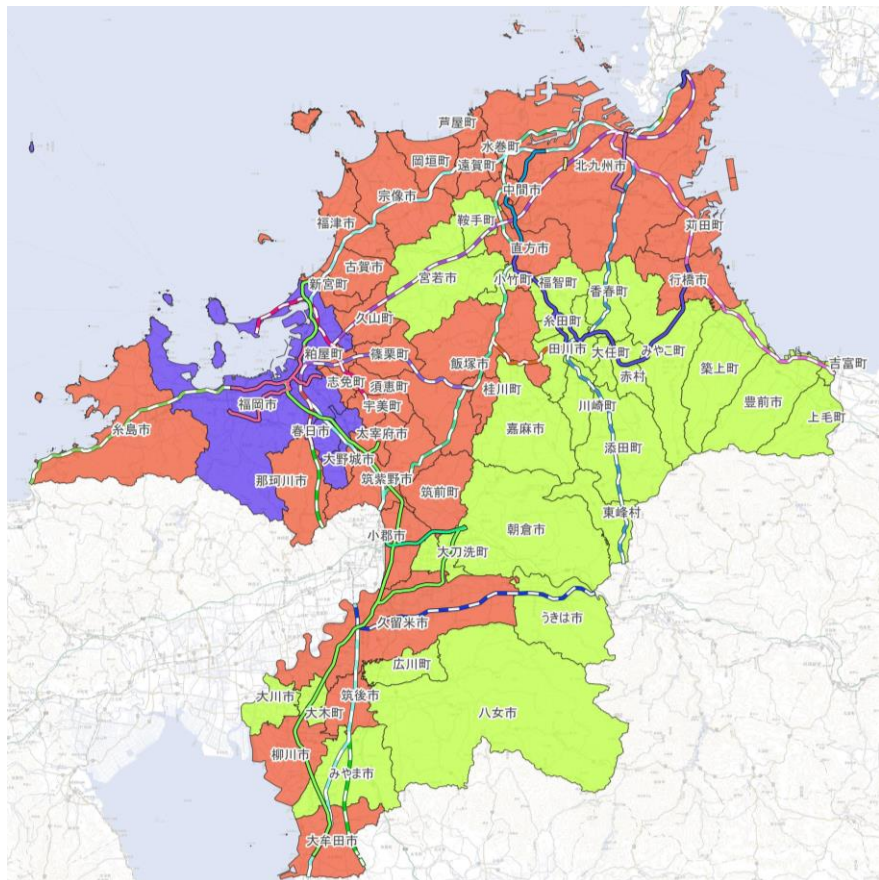 芦屋町
水巻町
岡垣町
遠賀町
北九州市
中間市
宗像市
鞍手町
福津市
苅田町
直方市
古賀市
宮若市
小竹町
福智町
行橋市
新宮町
香春町
久山町
糸田町
粕屋町
篠栗町
飯塚市
田川市
大任町
みやこ町
吉富町
志免町
須恵町
桂川町
赤村
築上町
福岡市
宇美町
川崎町
豊前市
糸島市
春日市
太宰府市
嘉麻市
上毛町
大野城市
添田町
那珂川市
筑紫野市
筑前町
東峰村
朝倉市
小郡市
大刀洗町
久留米市
うきは市
広川町
大川市
筑後市
大木町
八女市
柳川市
みやま市
大牟田市